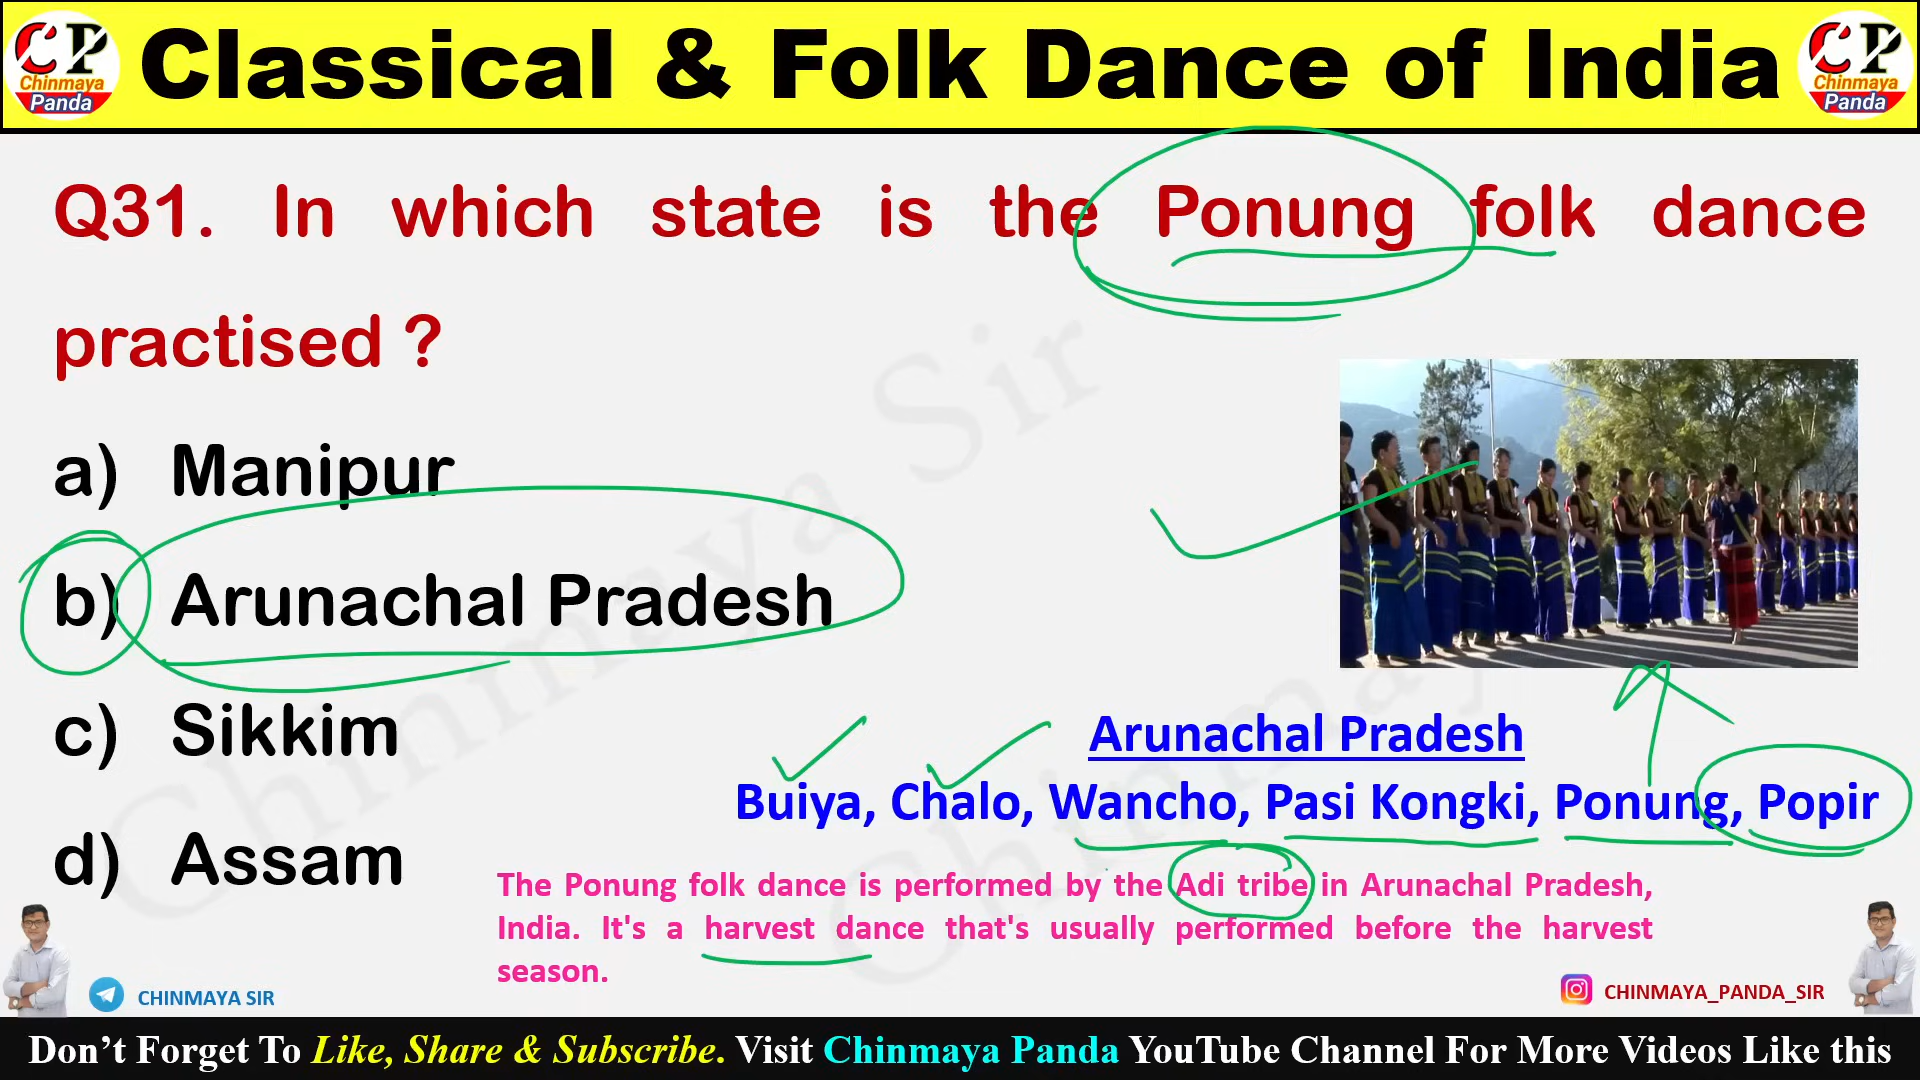 CP Chinmaya Panda
Classical & Folk Dance of India
CP Chinmaya Panda
Q31. In which state is the Ponung folk dance
practised ?
a) Manipur
b) Arunachal Pradesh
c) Sikkim
d) Assam
Chinmaya Sir
Chinmay
Arunachal Pradesh
Buiya, Chalo, Wancho, Pasi Kongki, Ponung, Popir
The Ponung folk dance is performed by the Adi tribe in Arunachal Pradesh,
India. It's a harvest dance that's usually performed before the harvest
season.
CHINMAYA SIR
CHINMAYA_PANDA_SIR
Don’t Forget To Like, Share & Subscribe. Visit Chinmaya Panda YouTube Channel For More Videos Like this